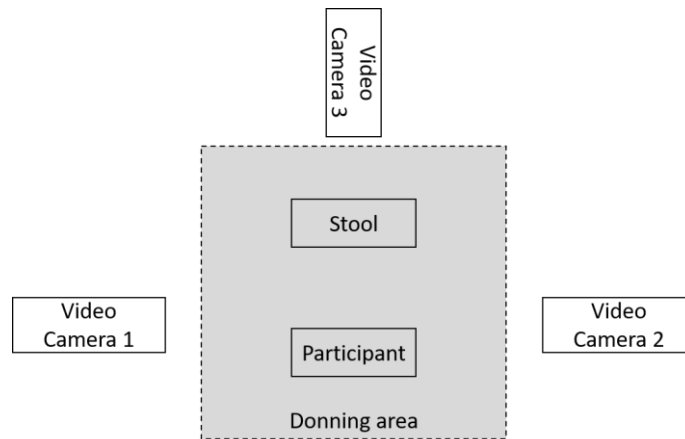 Video
Camera 3
Stool
Video
Camera 1
Participant
Video
Camera 2
Donning area